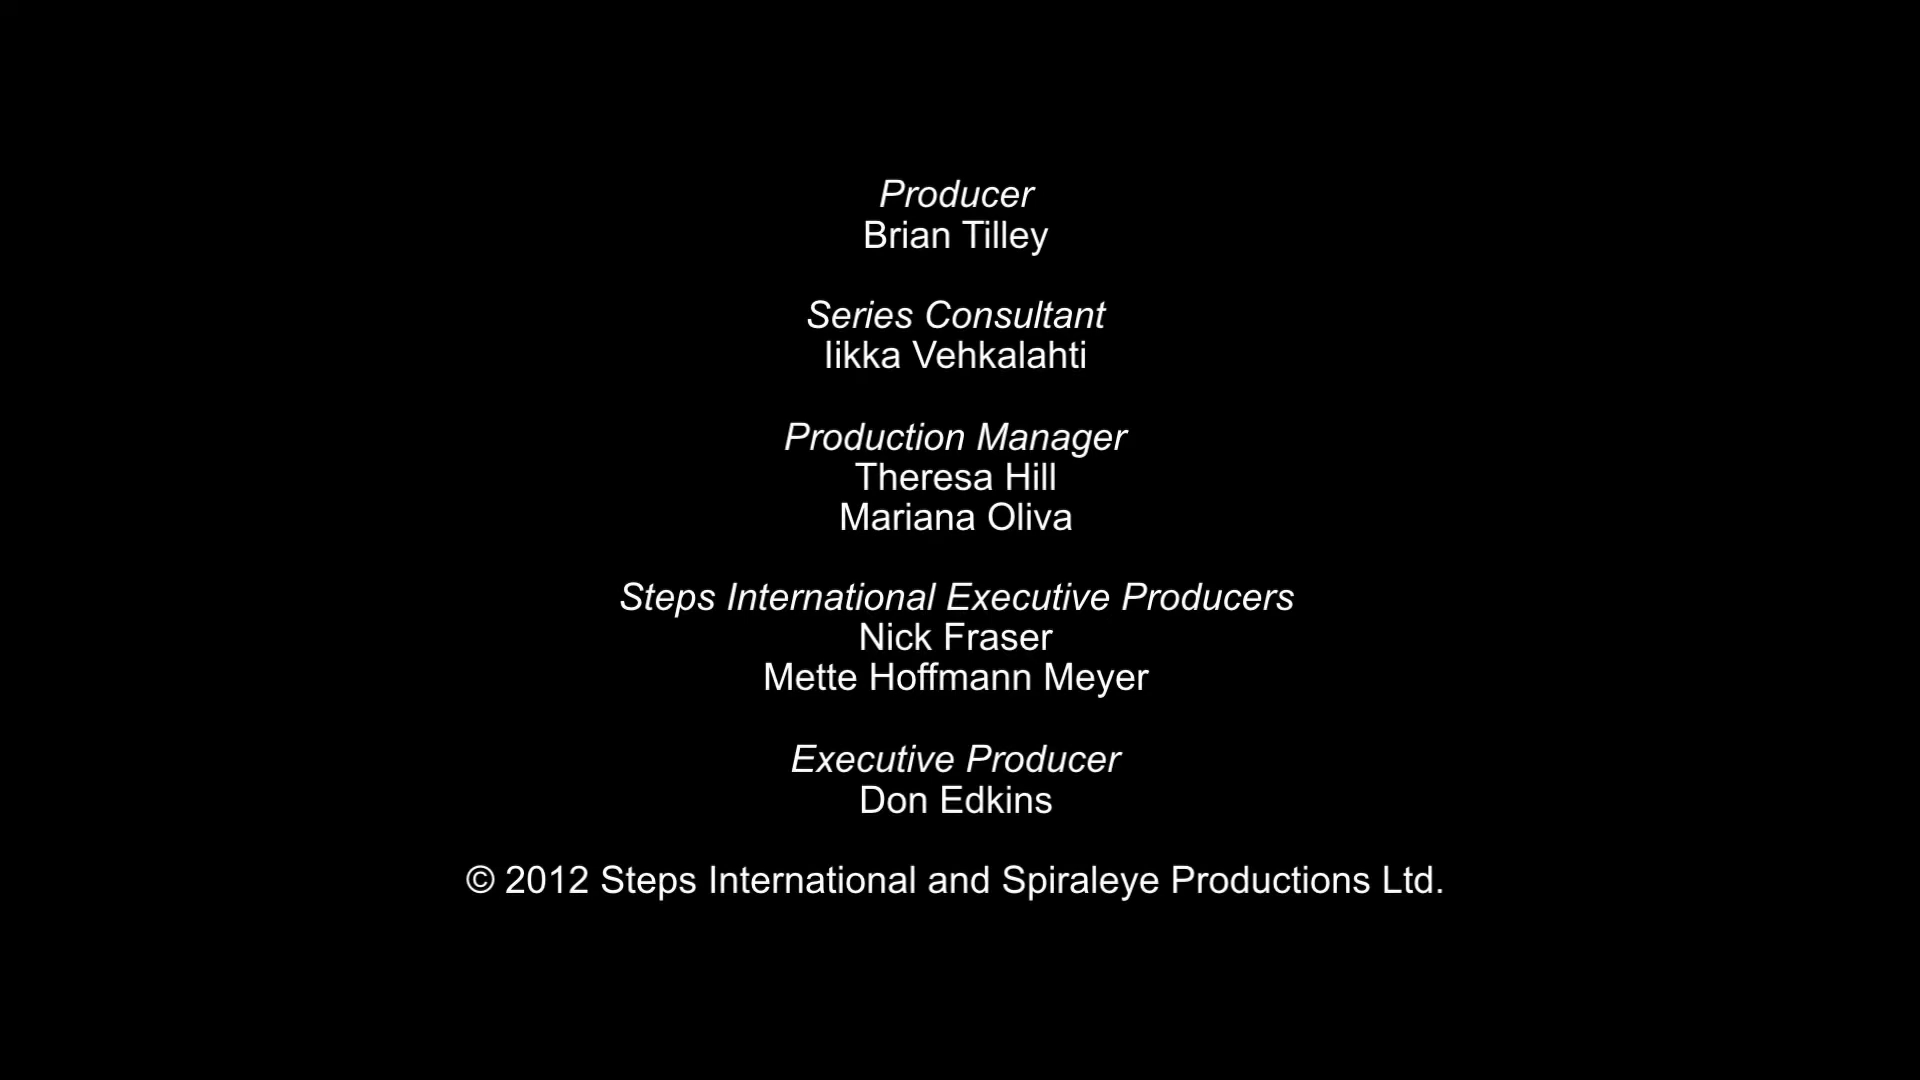 Producer
Brian Tilley
Series Consultant
Iikka Vehkalahti
Production Manager
Theresa Hill
Mariana Oliva
Steps International Executive Producers
Nick Fraser
Mette Hoffmann Meyer
Executive Producer
Don Edkins
© 2012 Steps International and Spiraleye Productions Ltd.